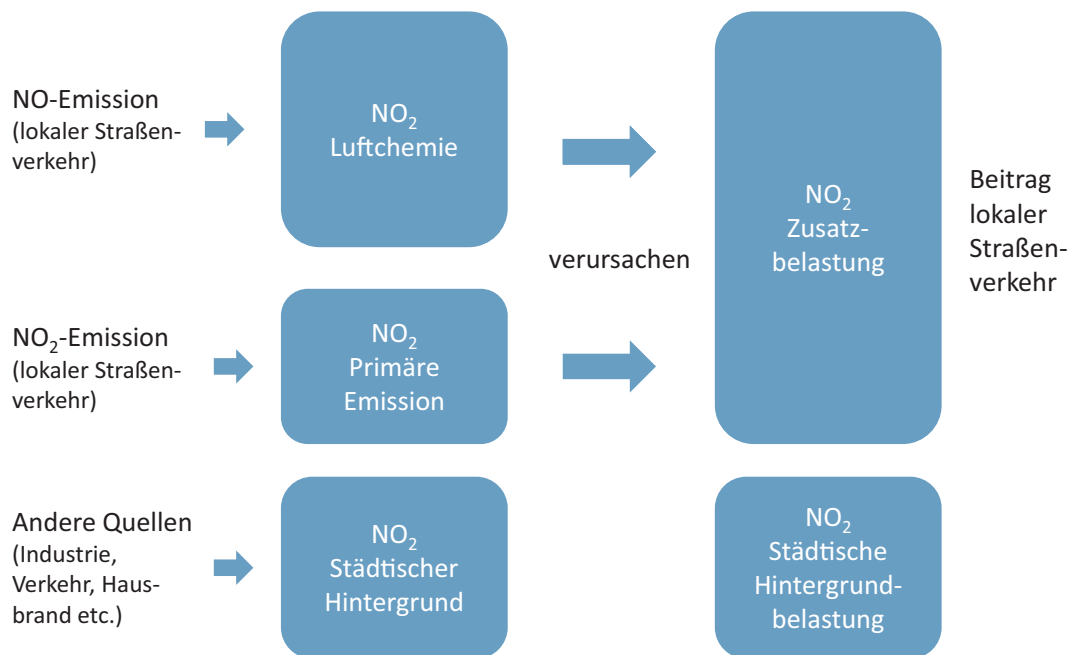 NO-Emission
(lokaler Straßen-
verkehr)
NO₂
Luftchemie
NO₂
Zusatz-
belastung
Beitrag
lokaler
Straßen-
verkehr
verursachen
NO₂-Emission
(lokaler Straßen-
verkehr)
NO₂
Primäre
Emission
Andere Quellen
(Industrie,
Verkehr, Haus-
brand etc.)
NO₂
Städtischer
Hintergrund
NO₂
Städtische
Hintergrund-
belastung